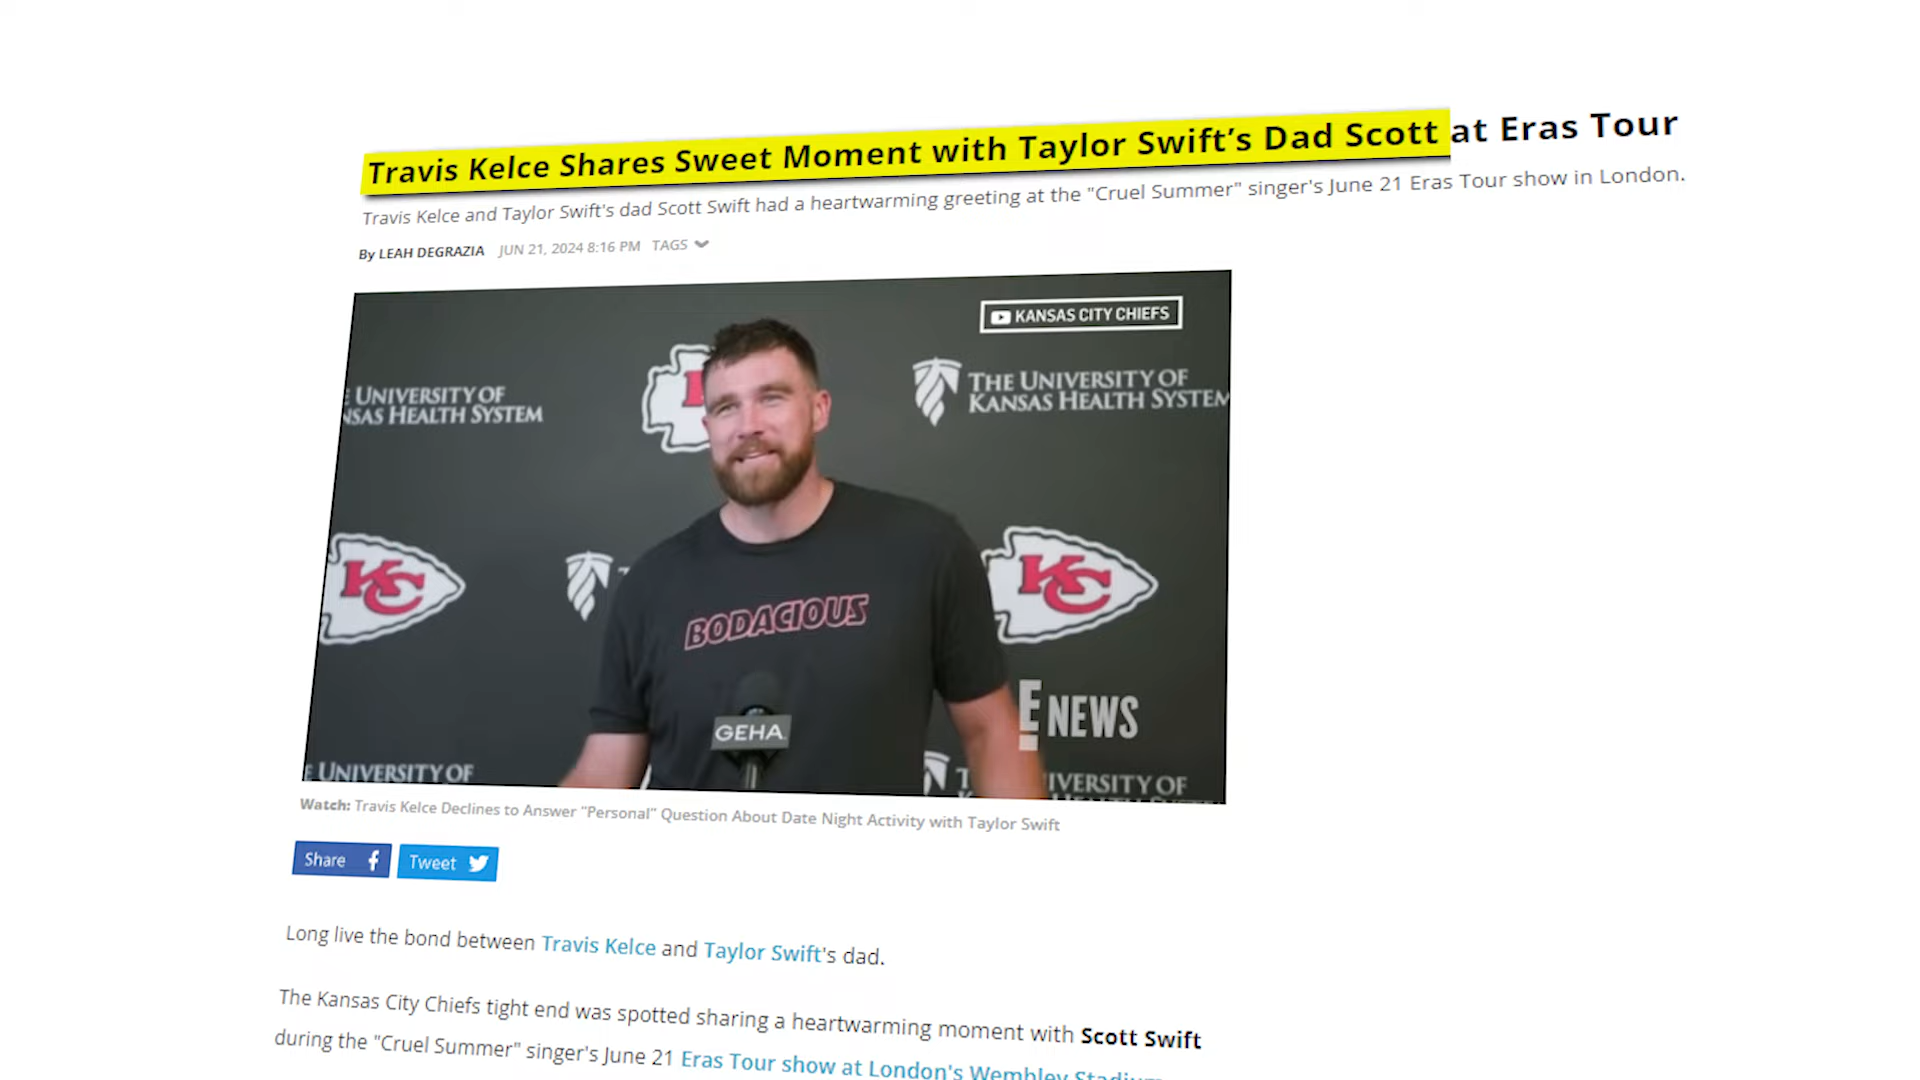 Travis Kelce Shares Sweet Moment with Taylor Swift's Dad Scott at Eras Tour
Travis Kelce and Taylor Swift's dad Scott Swift had a heartwarming greeting at the "Cruel Summer" singer's June 21 Eras Tour show in London.
By LEAH DEGRAZIA JUN 21, 2024 8:16 PM TAGS
KANSAS CITY CHIEFS
UNIVERSITY OF
HEALTH SYSTEM
THE UNIVERSITY OF
KANSAS HEALTH SYSTEM
KC
KC
BODACIOUS
GEHA
E NEWS
UNIVERSITY OF
Watch: Travis Kelce Declines to Answer "Personal" Question About Date Night Activity with Taylor Swift
Share f Tweet
Long live the bond between Travis Kelce and Taylor Swift's dad.
The Kansas City Chiefs tight end was spotted sharing a heartwarming moment with Scott Swift
during the "Cruel Summer" singer's June 21 Eras Tour show at London's Wembley Stadium